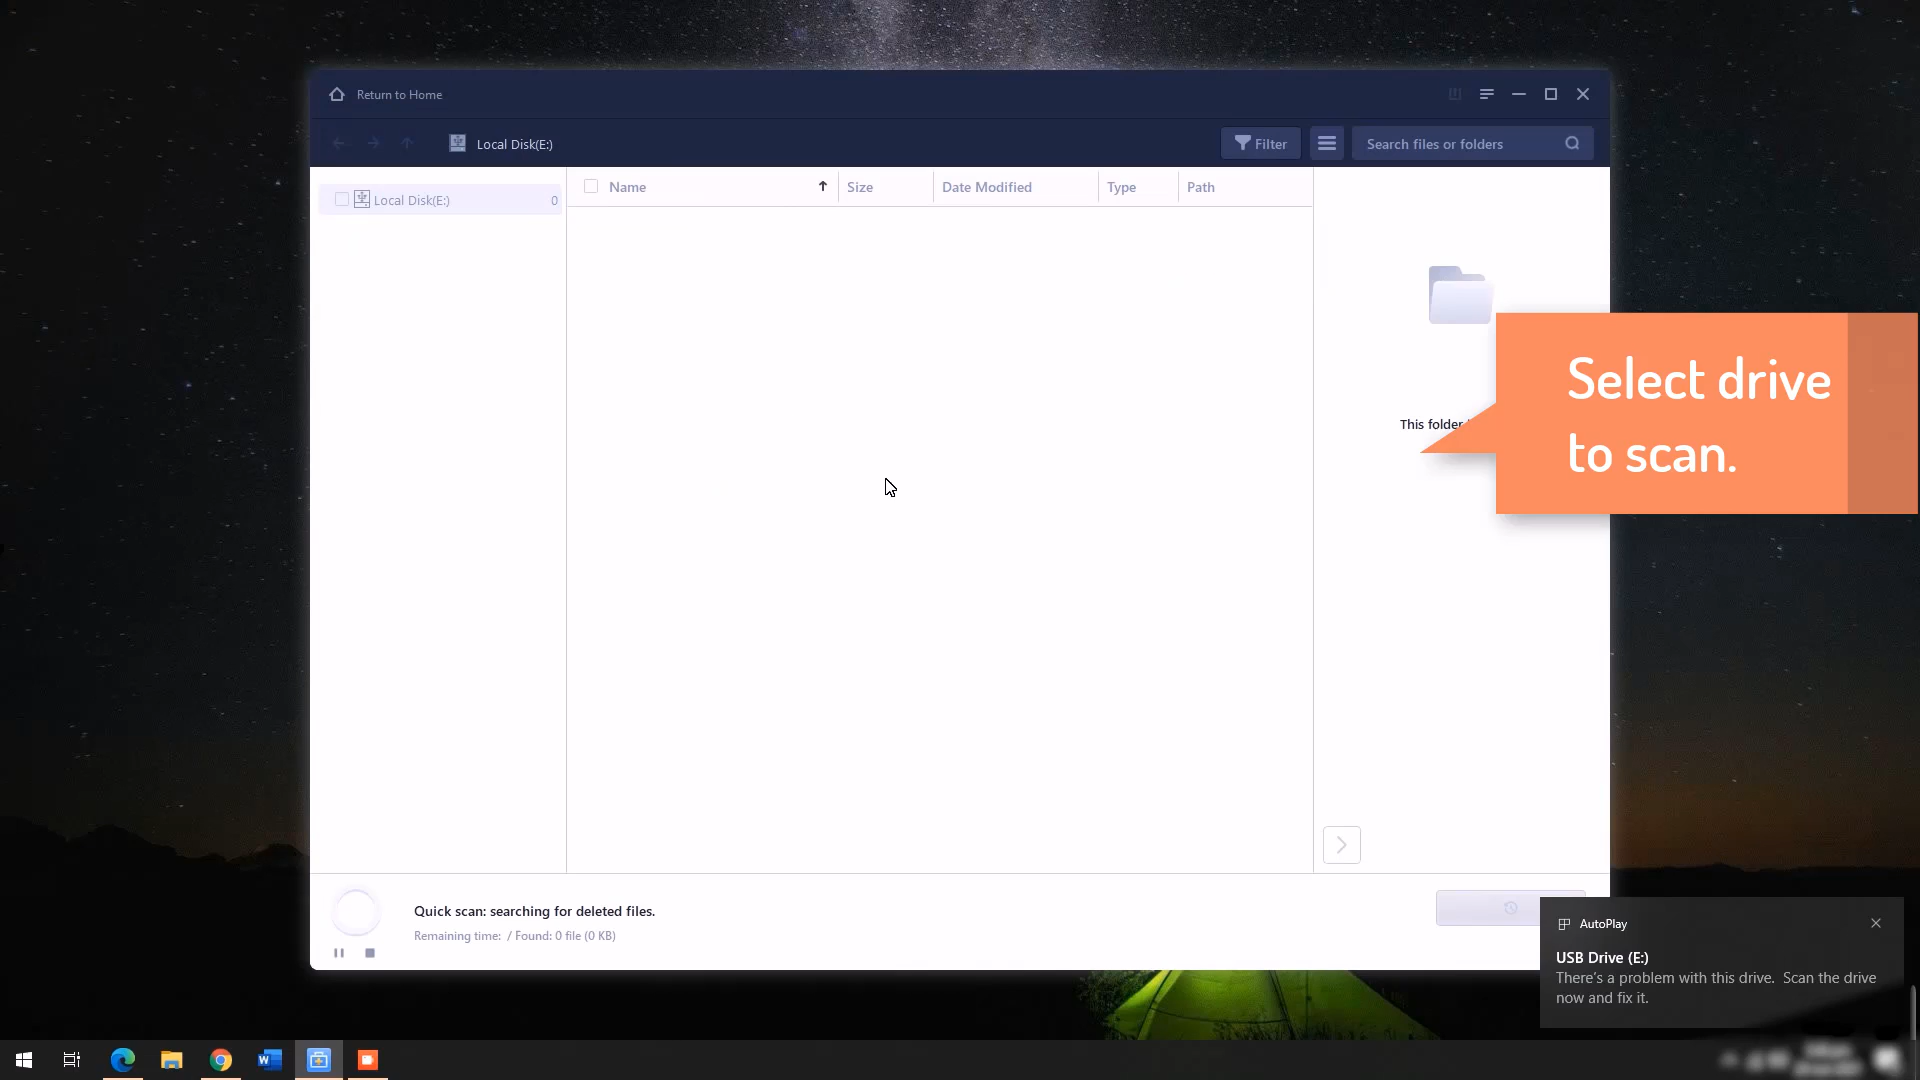 Return to Home
Local Disk(E:)
Filter
Search files or folders
Local Disk(E:) 0
Name Size Date Modified Type Path
This folder
Select drive
to scan.
Quick scan: searching for deleted files.
Remaining time: / Found: 0 file (0 KB)
AutoPlay
USB Drive (E:)
There's a problem with this drive. Scan the drive
now and fix it.